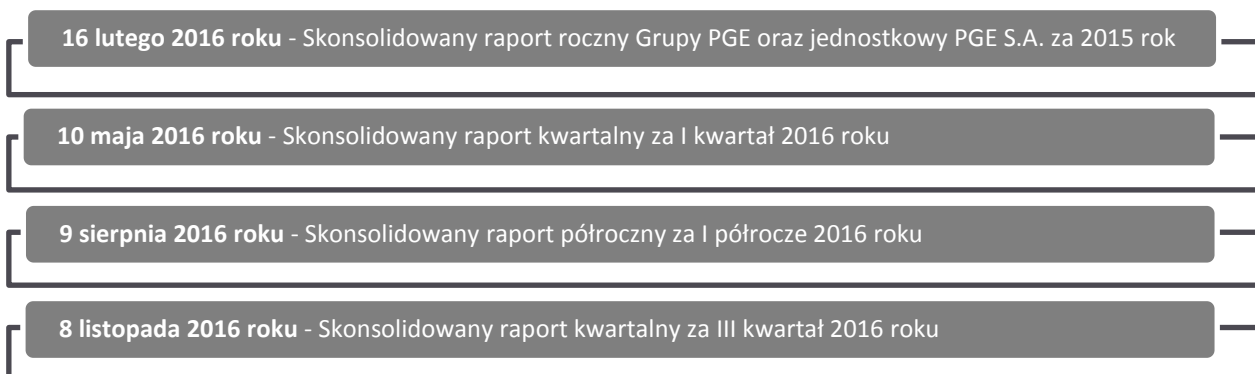 16 lutego 2016 roku - Skonsolidowany raport roczny Grupy PGE oraz jednostkowy PGE S.A. za 2015 rok
10 maja 2016 roku - Skonsolidowany raport kwartalny za I kwartał 2016 roku
9 sierpnia 2016 roku - Skonsolidowany raport półroczny za I półrocze 2016 roku
8 listopada 2016 roku - Skonsolidowany raport kwartalny za III kwartał 2016 roku